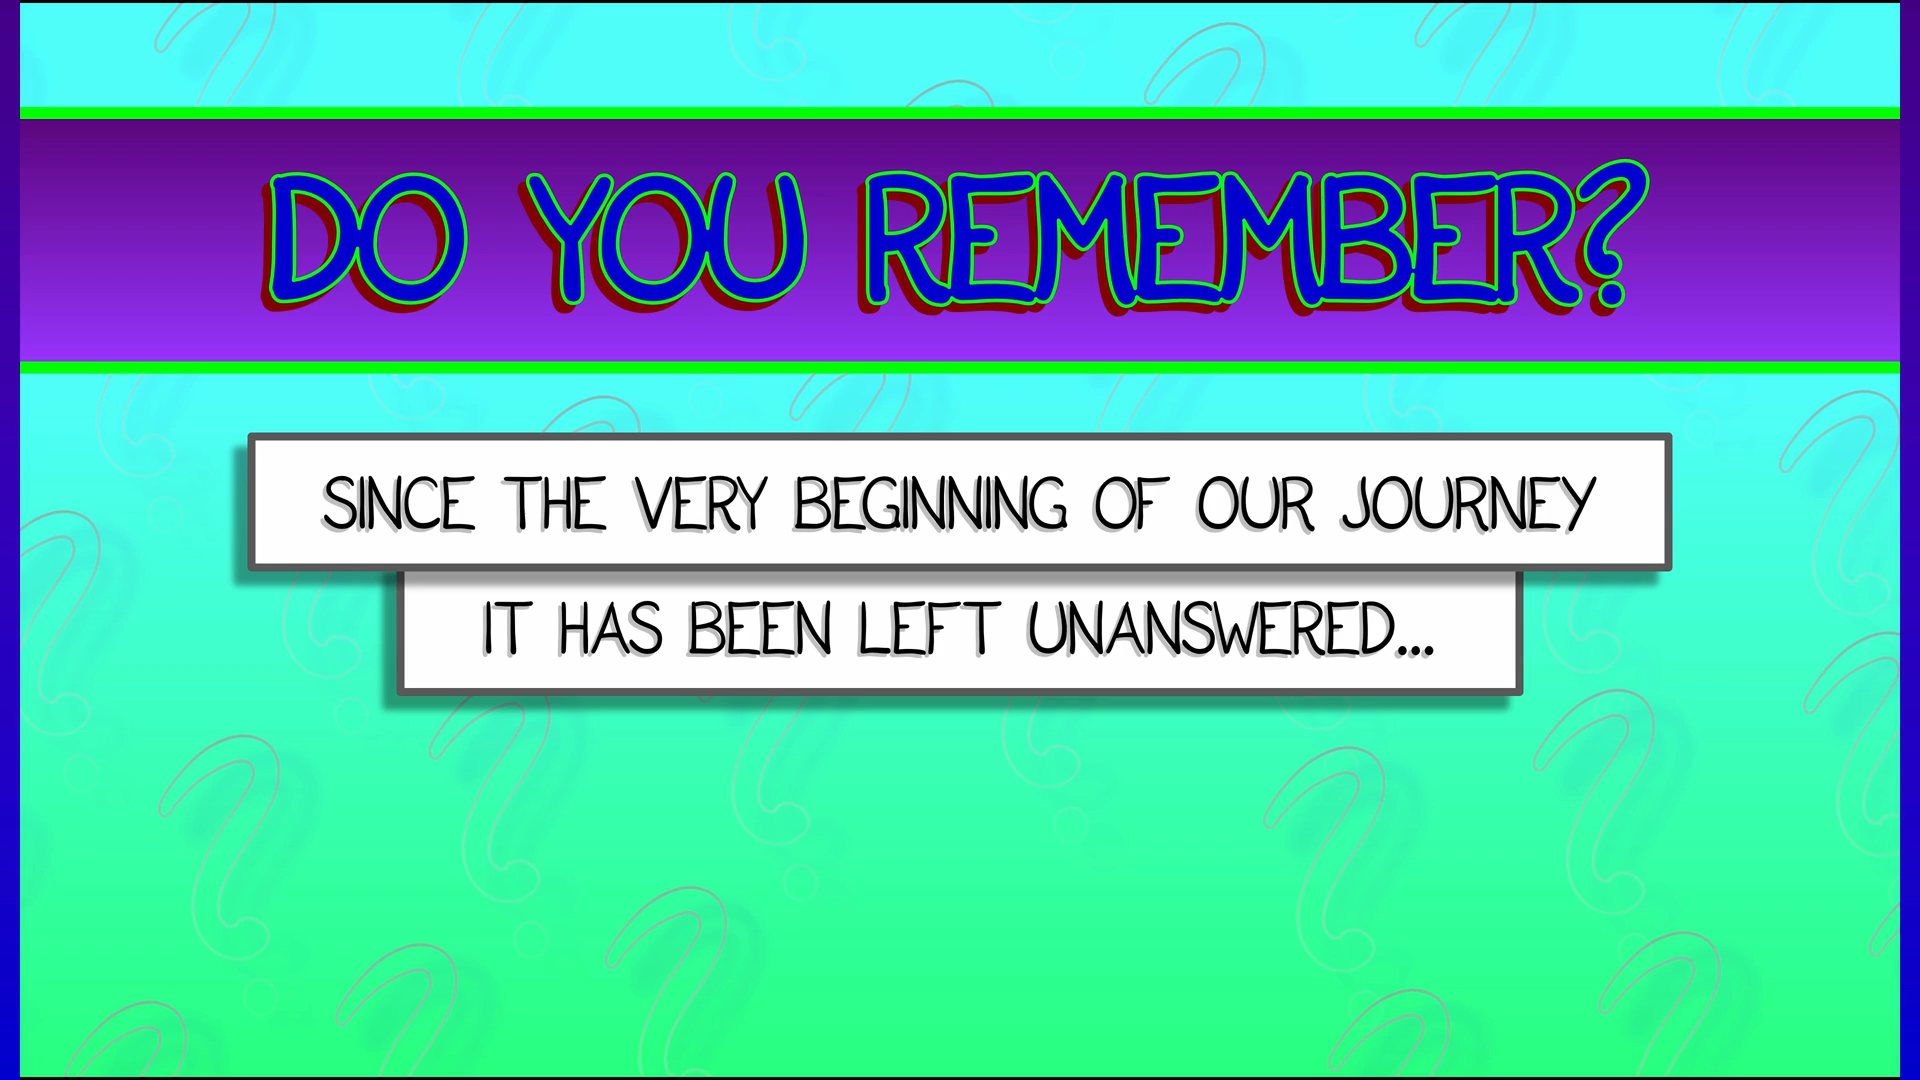 DO YOU REMEMBER?
SINCE THE VERY BEGINNING OF OUR JOURNEY
IT HAS BEEN LEFT UNANSWERED...